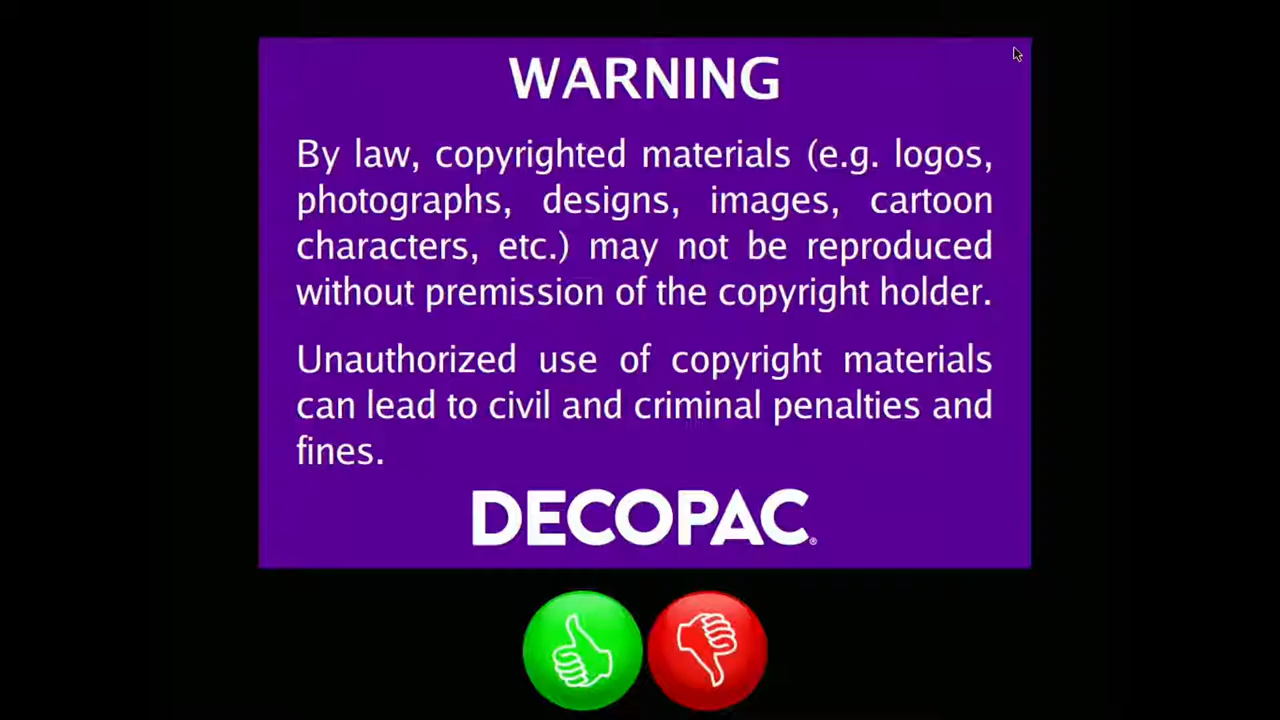 WARNING
By law, copyrighted materials (e.g. logos,
photographs, designs, images, cartoon
characters, etc.) may not be reproduced
without premission of the copyright holder.
Unauthorized use of copyright materials
can lead to civil and criminal penalties and
fines.
DECOPAC®